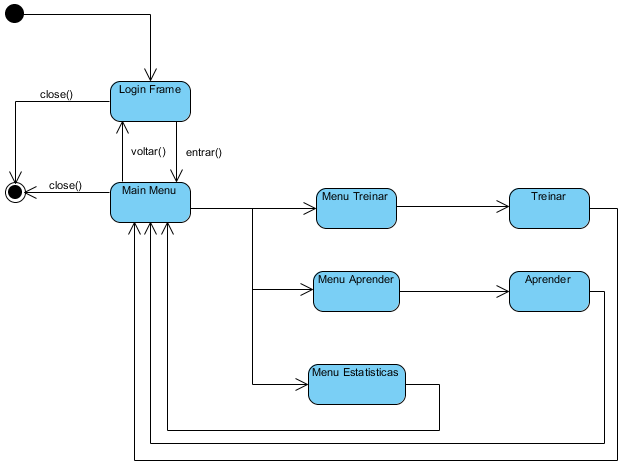 Login Frame
close()
voltar()
entrar()
close()
Main Menu
Menu Treinar
Treinar
Menu Aprender
Aprender
Menu Estatisticas